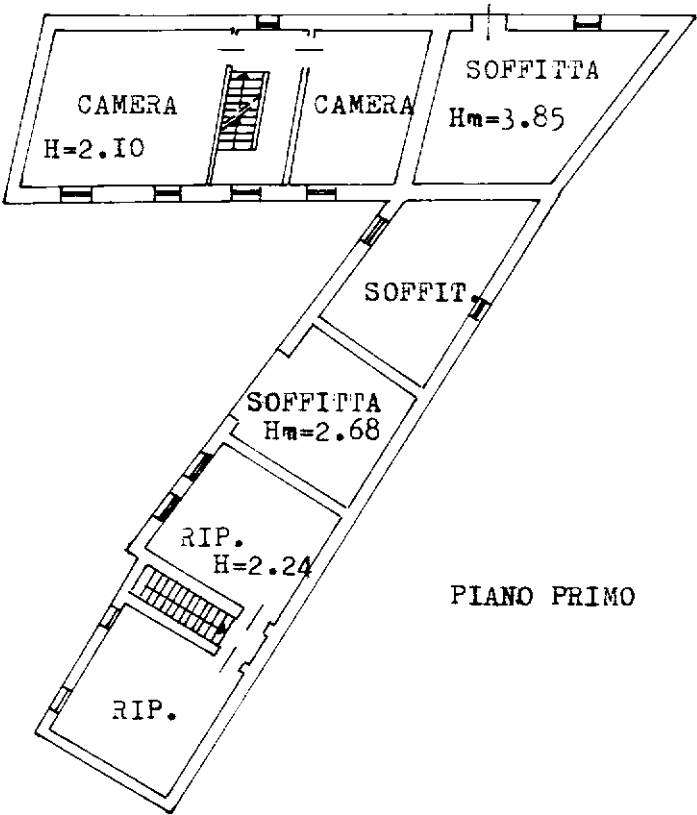 SOFFITTA
Hm=3.85
CAMERA
H=2.10
CAMERA
SOFFIT.
SOFFITTA
Hm=2.68
RIP.
H=2.24
PIANO PRIMO
RIP.